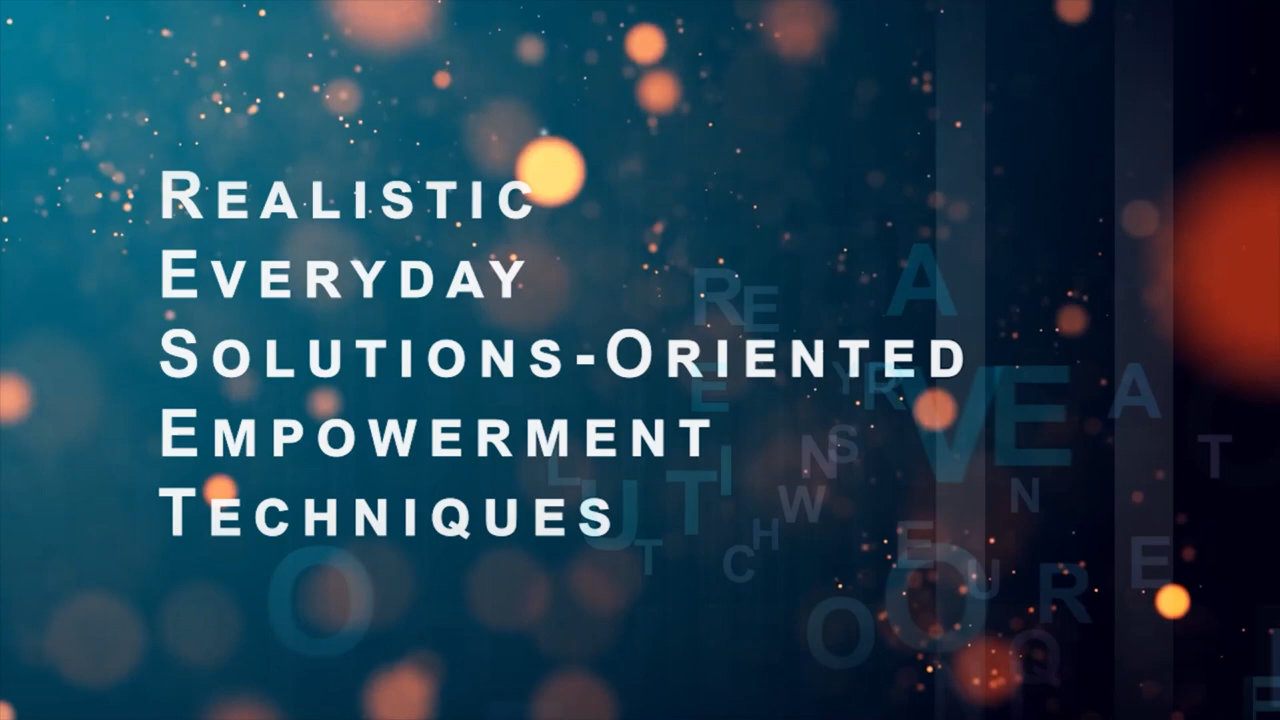 Realistic
Everyday
Solutions-Oriented
Empowerment
Techniques